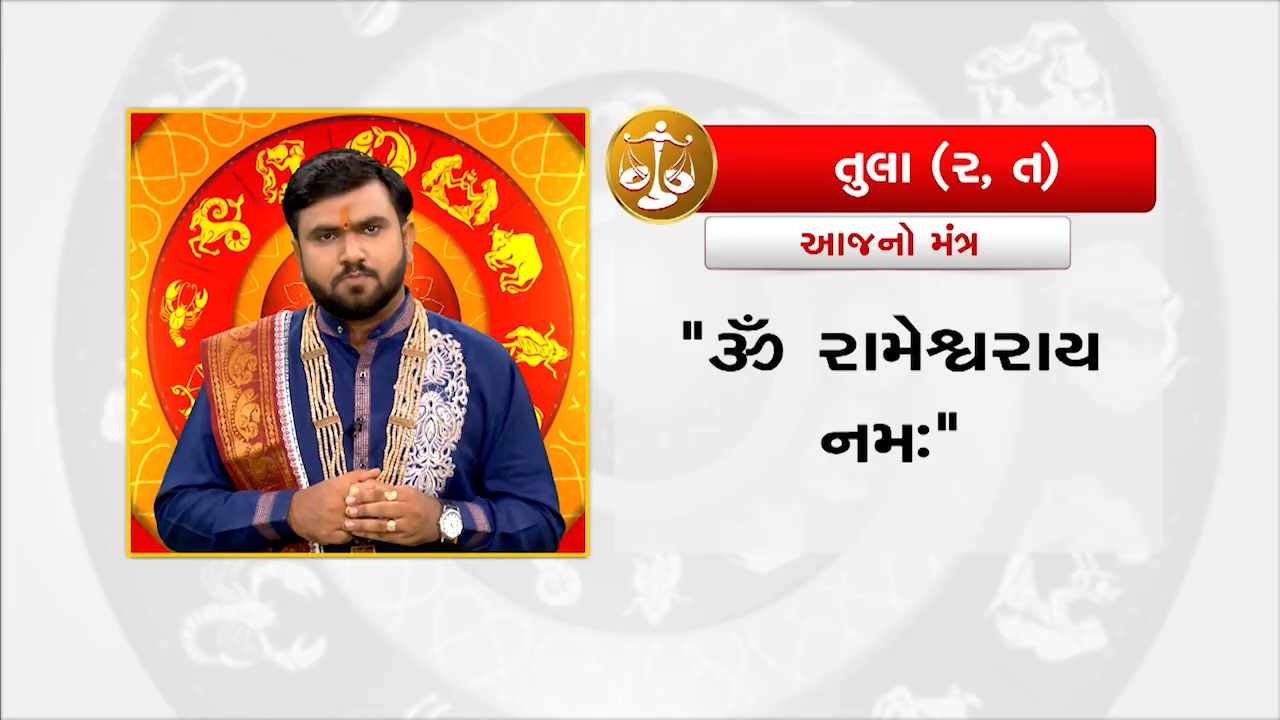 તુલા (ર, ત)
આજનો મંત્ર
"ૐ રામેશ્વરાય
નમઃ"